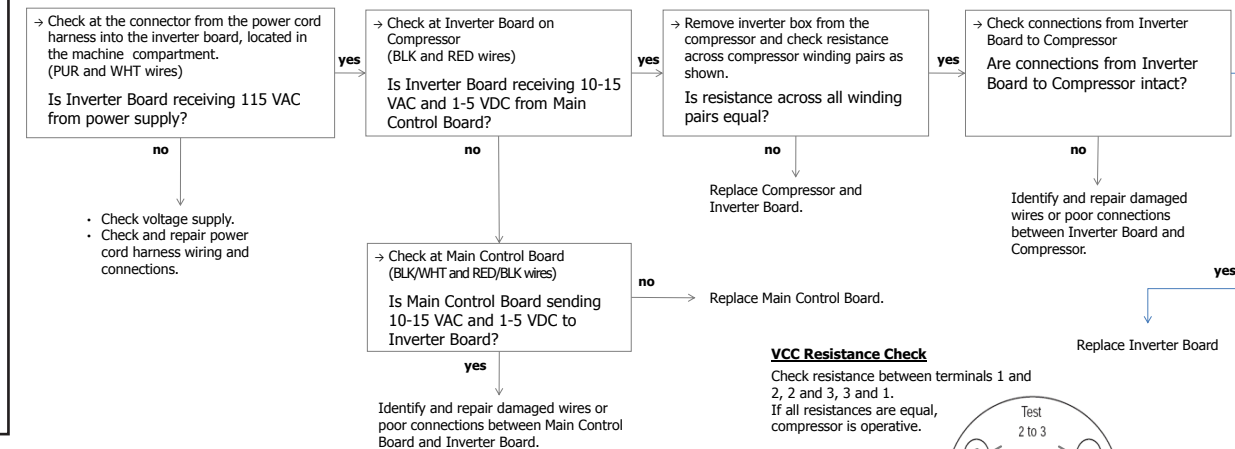 → Check at the connector from the power cord
harness into the inverter board, located in
the machine compartment.
(PUR and WHT wires)
Is Inverter Board receiving 115 VAC
from power supply?
yes
no
• Check voltage supply.
• Check and repair power
cord harness wiring and
connections.
→ Check at Inverter Board on
Compressor
(BLK and RED wires)
Is Inverter Board receiving 10-15
VAC and 1-5 VDC from Main
Control Board?
yes
no
→ Check at Main Control Board
(BLK/WHT and RED/BLK wires)
Is Main Control Board sending
10-15 VAC and 1-5 VDC to
Inverter Board?
no
Replace Main Control Board.
yes
Identify and repair damaged wires or
poor connections between Main Control
Board and Inverter Board.
→ Remove inverter box from the
compressor and check resistance
across compressor winding pairs as
shown.
Is resistance across all winding
pairs equal?
yes
no
Replace Compressor and
Inverter Board.
→ Check connections from Inverter
Board to Compressor
Are connections from Inverter
Board to Compressor intact?
no
Identify and repair damaged
wires or poor connections
between Inverter Board and
Compressor.
yes
Replace Inverter Board
VCC Resistance Check
Check resistance between terminals 1 and
2, 2 and 3, 3 and 1.
If all resistances are equal,
compressor is operative.
Test
2 to 3